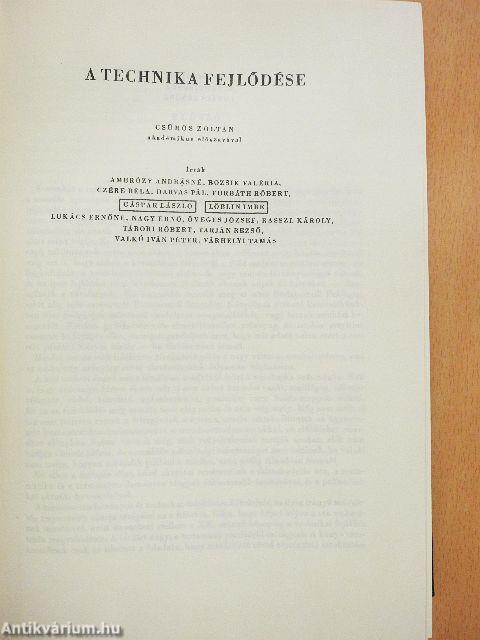 A TECHNIKA FEJLŐDÉSE
CSŰRÖS ZOLTÁN
akadémikus előszavával
Írták
AMBRÓZY ANDRÁSNÉ, BOZSIK VALÉRIA,
CZÉRE BÉLA, DARVAS PÁL, FORBÁTH RÓBERT,
GÁSPÁR LÁSZLÓ LÖBLIN IMRE
LUKÁCS ERNŐNÉ, NAGY ERNŐ, ÖVEGES JÓZSEF, RASSZL KÁROLY,
TÁBORI RÓBERT, TARJÁN REZSŐ,
VALKÓ IVÁN PÉTER, VÁRHELYI TAMÁS
Antikvárium.hu